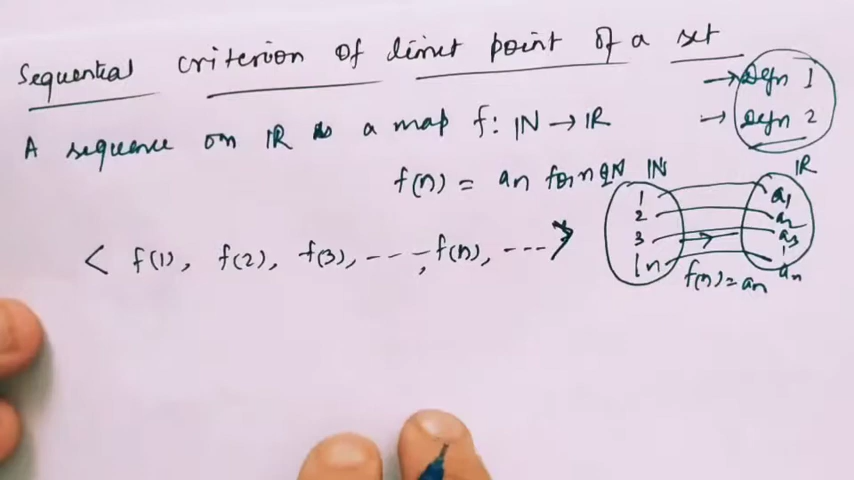 Sequential criterion of limit point of a set
→ Defn 1
→ Defn 2
A sequence on IR is a map f: IN → IR
f(n) = an for n ∈ IN
IN
IR
1
2
3
n
a1
a2
a3
an
f(n) = an
< f(1), f(2), f(3), ---, f(n), --- >